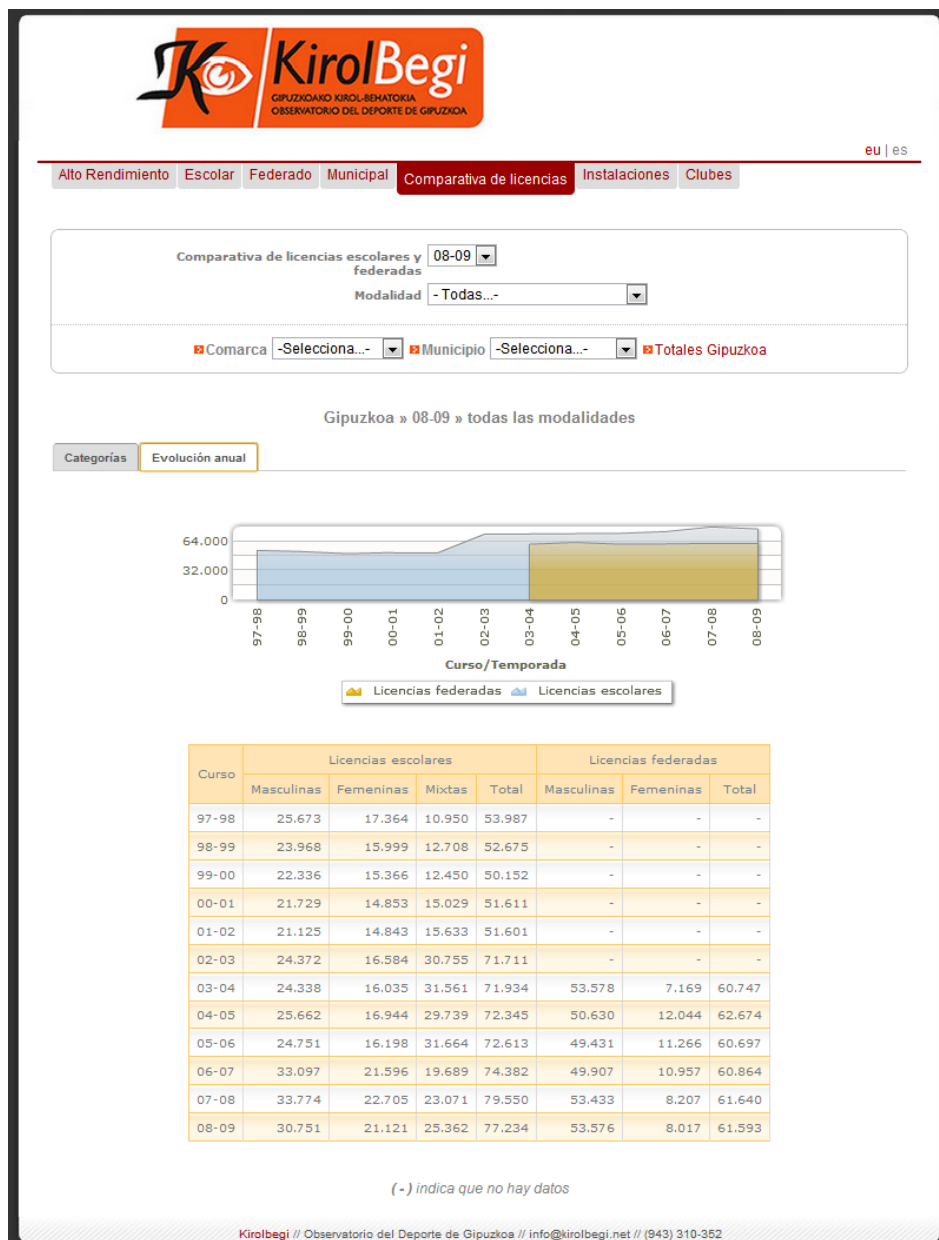 KirolBegi
GIPUZKOAKO KIROL-BEHATOKIA
OBSERVATORIO DEL DEPORTE DE GIPUZKOA
eu | es
Alto Rendimiento Escolar Federado Municipal Comparativa de licencias Instalaciones Clubes
Comparativa de licencias escolares y federadas 08-09
Modalidad - Todas...-
Comarca -Selecciona...- Municipio -Selecciona...- Totales Gipuzkoa
Gipuzkoa » 08-09 » todas las modalidades
Categorías Evolución anual
64.000
32.000
0
97-98 98-99 99-00 00-01 01-02 02-03 03-04 04-05 05-06 06-07 07-08 08-09
Curso/Temporada
Licencias federadas Licencias escolares
Curso Licencias escolares Licencias federadas
Masculinas Femeninas Mixtas Total Masculinas Femeninas Total
97-98 25.673 17.364 10.950 53.987 - - -
98-99 23.968 15.999 12.708 52.675 - - -
99-00 22.336 15.366 12.450 50.152 - - -
00-01 21.729 14.853 15.029 51.611 - - -
01-02 21.125 14.843 15.633 51.601 - - -
02-03 24.372 16.584 30.755 71.711 - - -
03-04 24.338 16.035 31.561 71.934 53.578 7.169 60.747
04-05 25.662 16.944 29.739 72.345 50.630 12.044 62.674
05-06 24.751 16.198 31.664 72.613 49.431 11.266 60.697
06-07 33.097 21.596 19.689 74.382 49.907 10.957 60.864
07-08 33.774 22.705 23.071 79.550 53.433 8.207 61.640
08-09 30.751 21.121 25.362 77.234 53.576 8.017 61.593
( - ) indica que no hay datos
Kirolbegi // Observatorio del Deporte de Gipuzkoa // info@kirolbegi.net // (943) 310-352